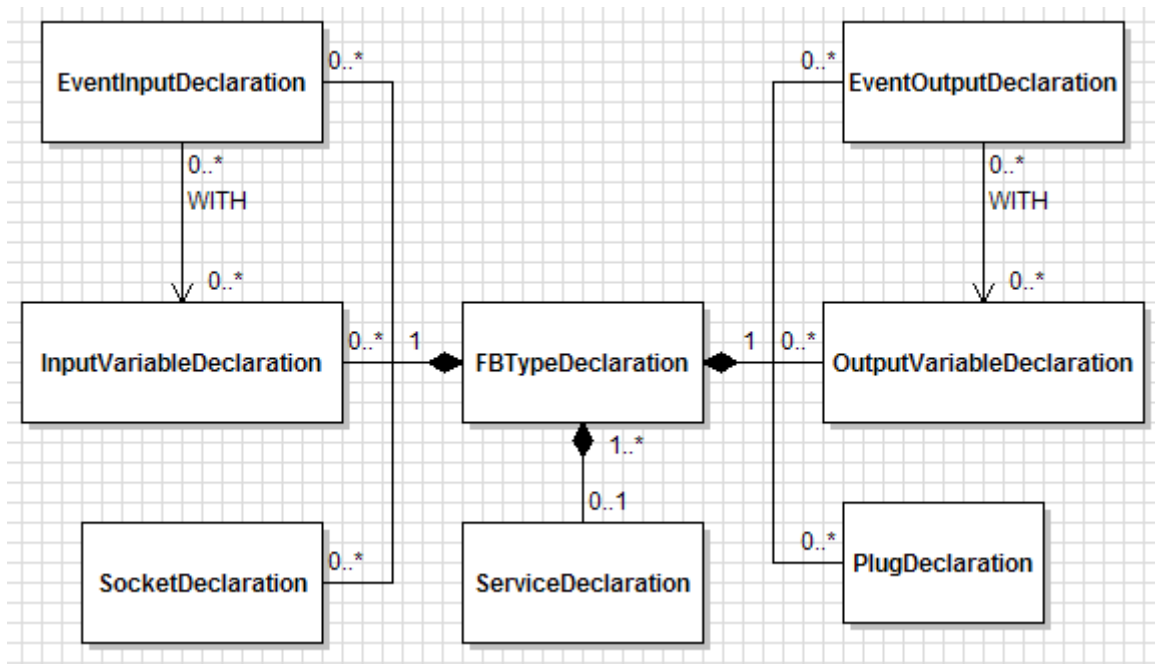 0..*
0..*
EventInputDeclaration
EventOutputDeclaration
0..*
WITH
0..*
WITH
0..*
0..*
InputVariableDeclaration
0..*
1
FBTypeDeclaration
1
0..*
OutputVariableDeclaration
1..*
0..1
0..*
0..*
SocketDeclaration
ServiceDeclaration
PlugDeclaration